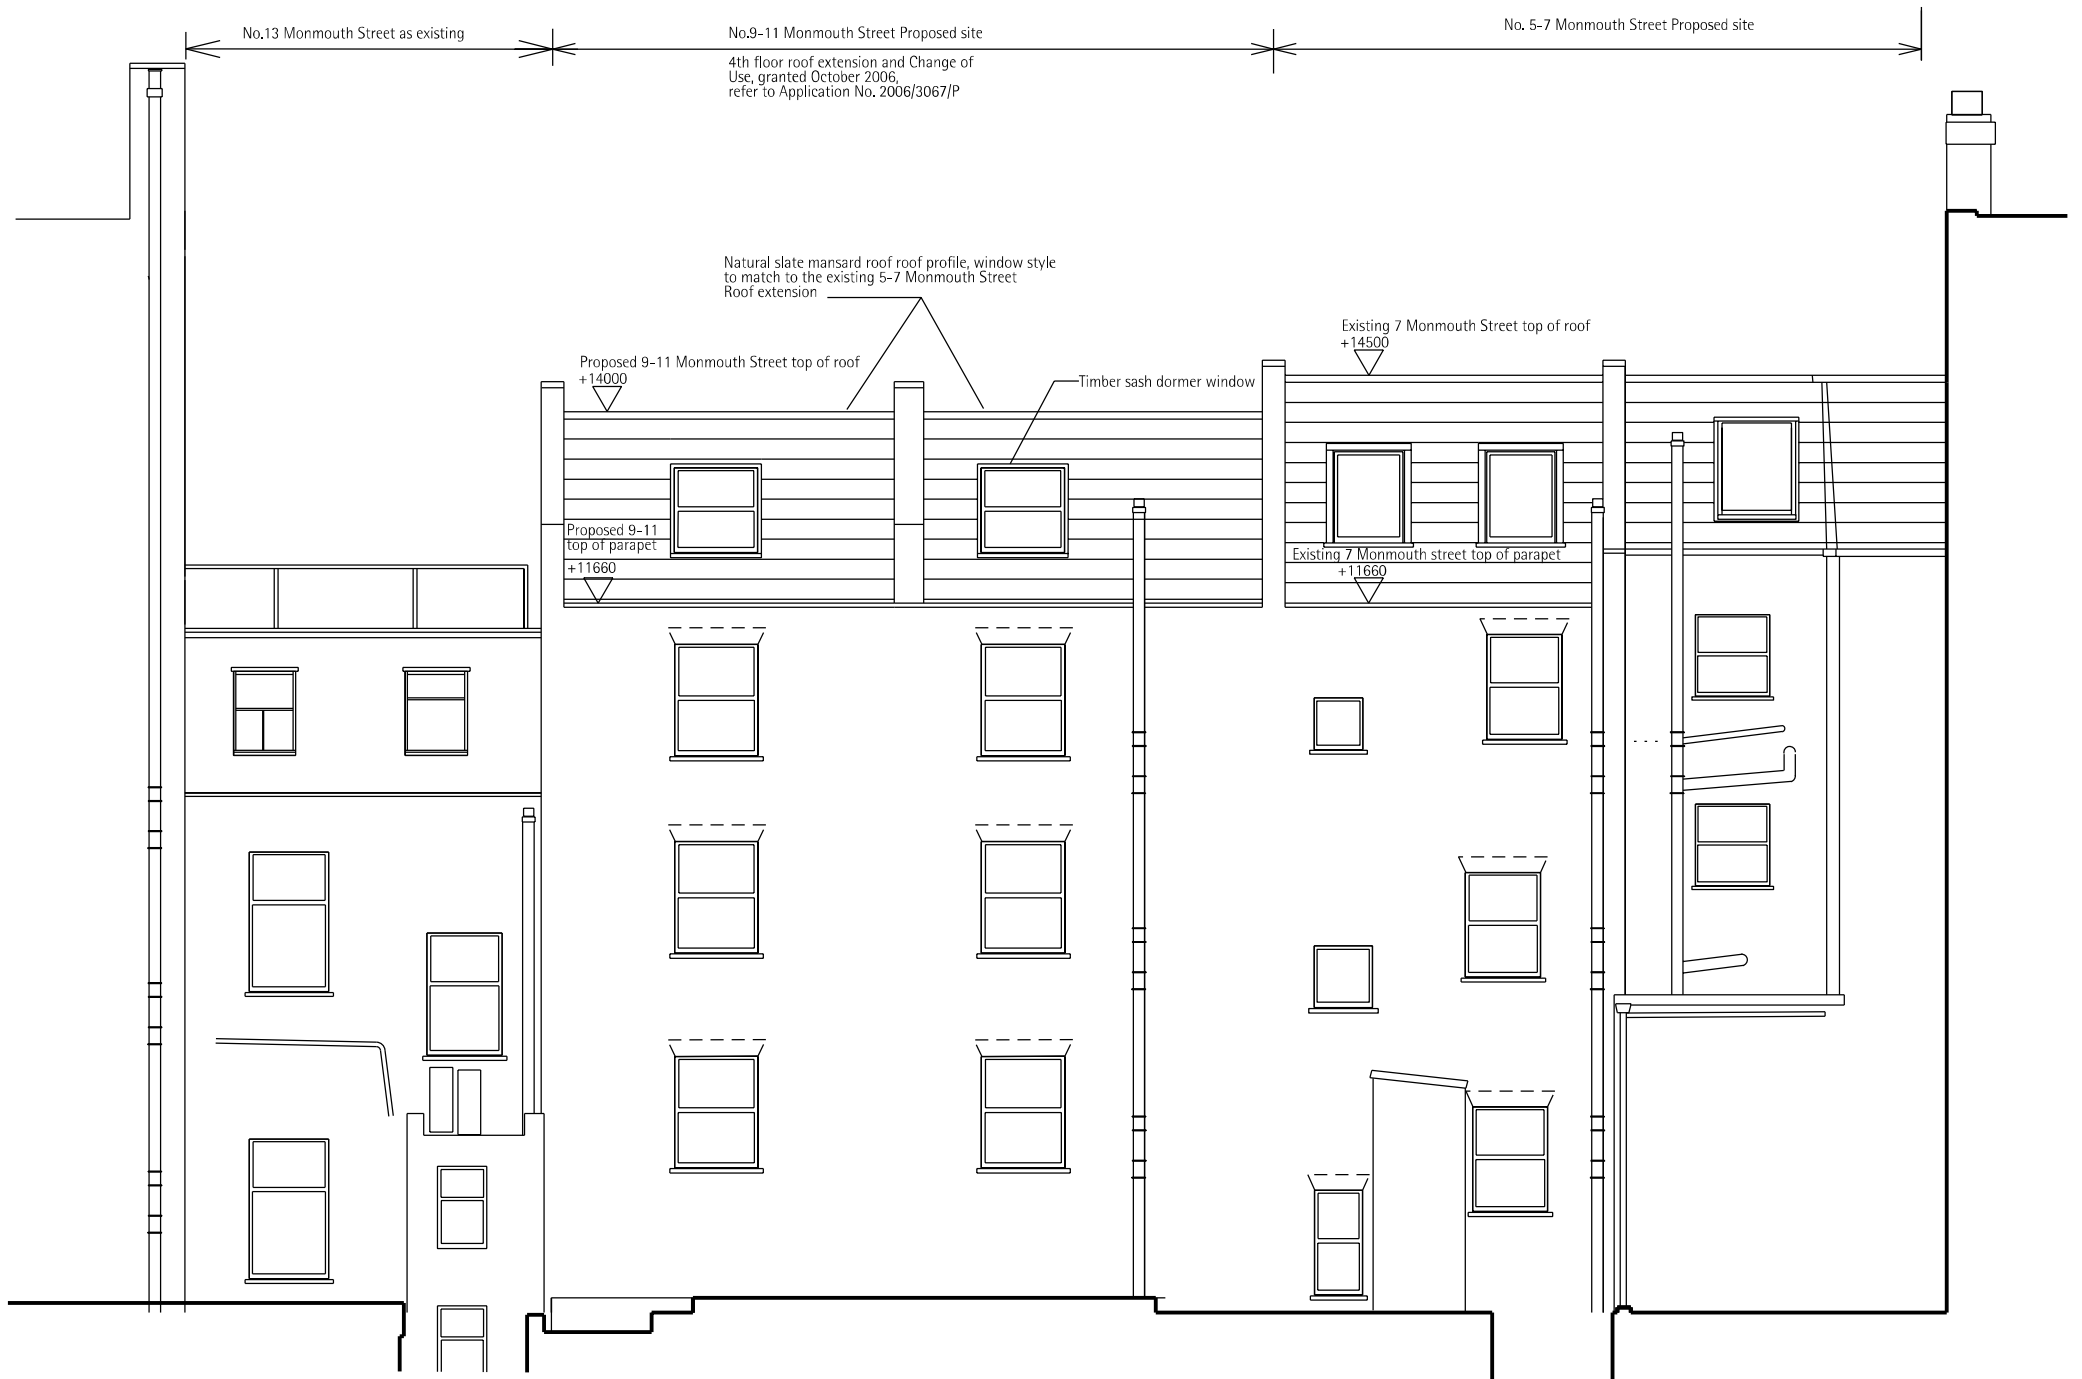 No.13 Monmouth Street as existing
No.9-11 Monmouth Street Proposed site
No. 5-7 Monmouth Street Proposed site
4th floor roof extension and Change of
Use, granted October 2006,
refer to Application No. 2006/3067/P
Natural slate mansard roof roof profile, window style
to match to the existing 5-7 Monmouth Street
Roof extension
Existing 7 Monmouth Street top of roof
+14500
Proposed 9-11 Monmouth Street top of roof
+14000
Timber sash dormer window
Proposed 9-11
top of parapet
+11660
Existing 7 Monmouth street top of parapet
+11660